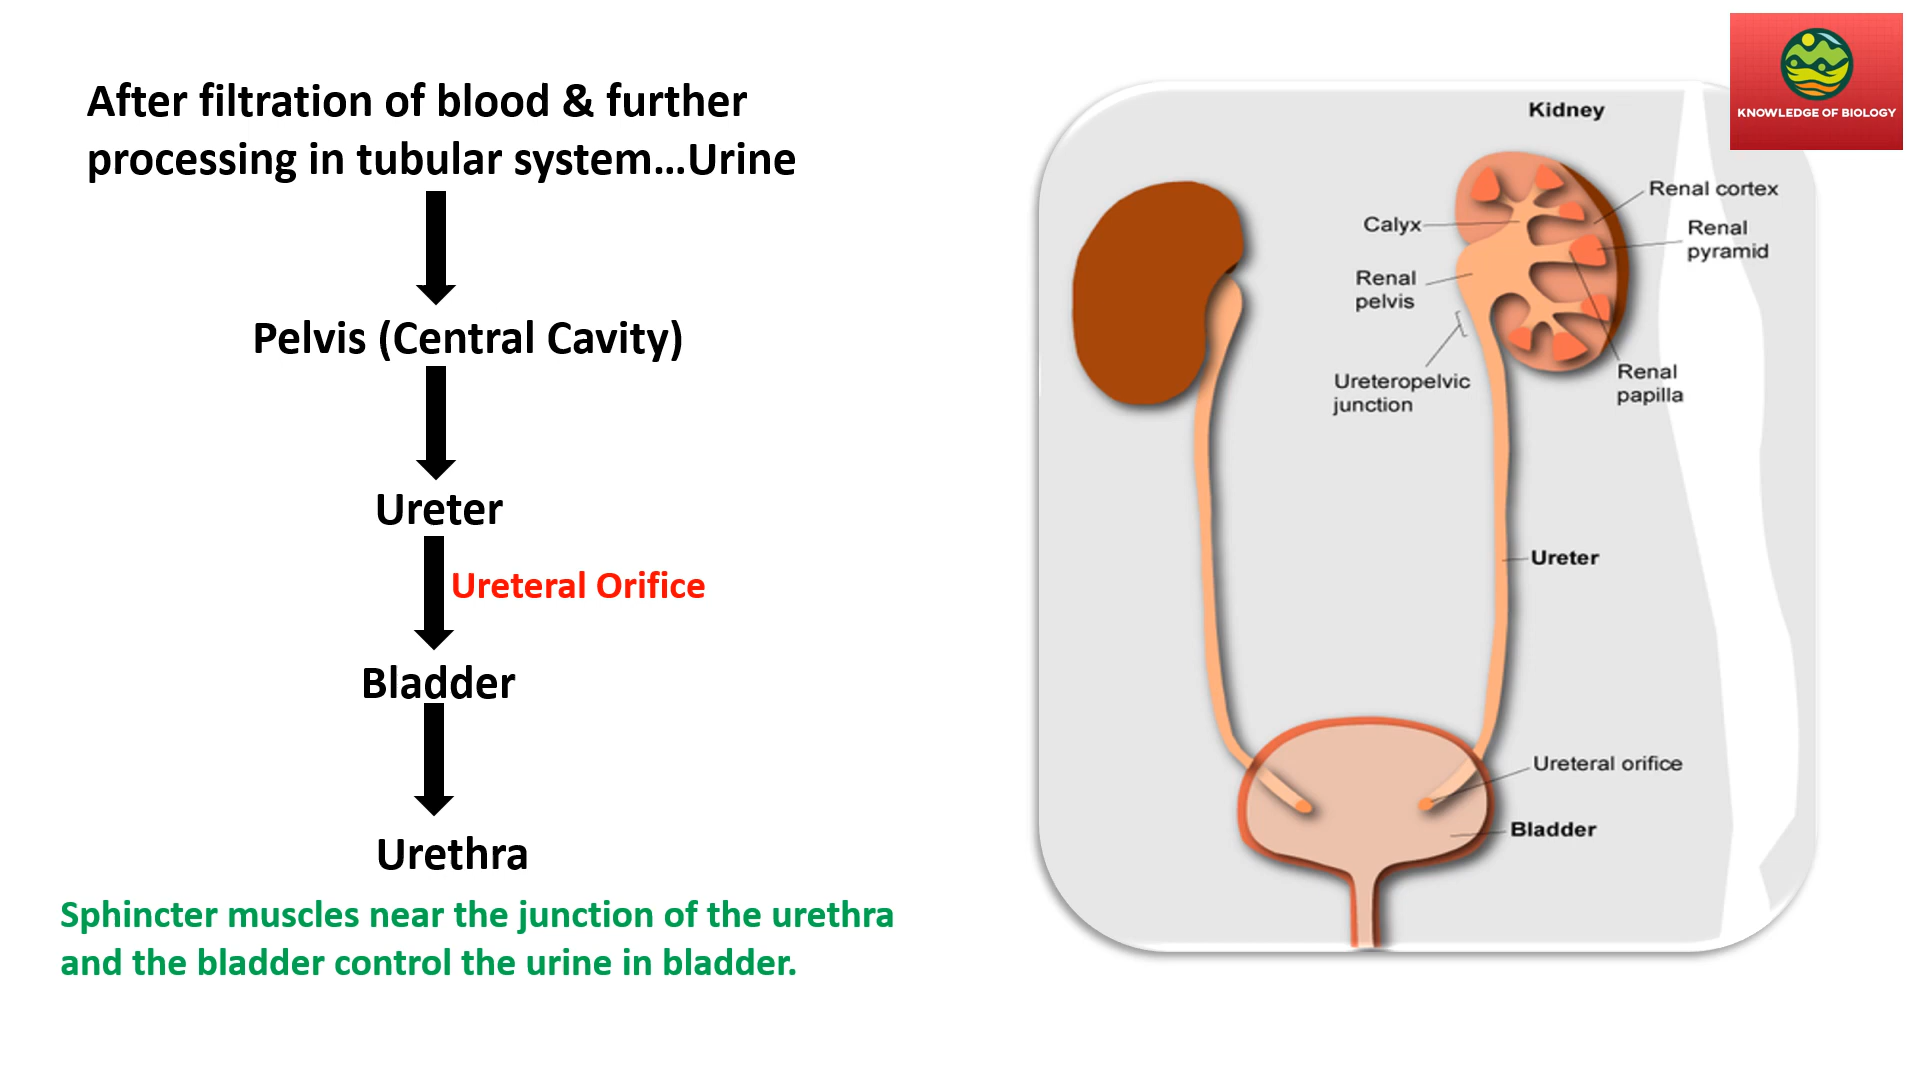 After filtration of blood & further
processing in tubular system...Urine
Pelvis (Central Cavity)
Ureter
Ureteral Orifice
Bladder
Urethra
Sphincter muscles near the junction of the urethra
and the bladder control the urine in bladder.
KNOWLEDGE OF BIOLOGY
Kidney
Renal cortex
Calyx
Renal
pyramid
Renal
pelvis
Ureteropelvic
junction
Renal
papilla
Ureter
Ureteral orifice
Bladder